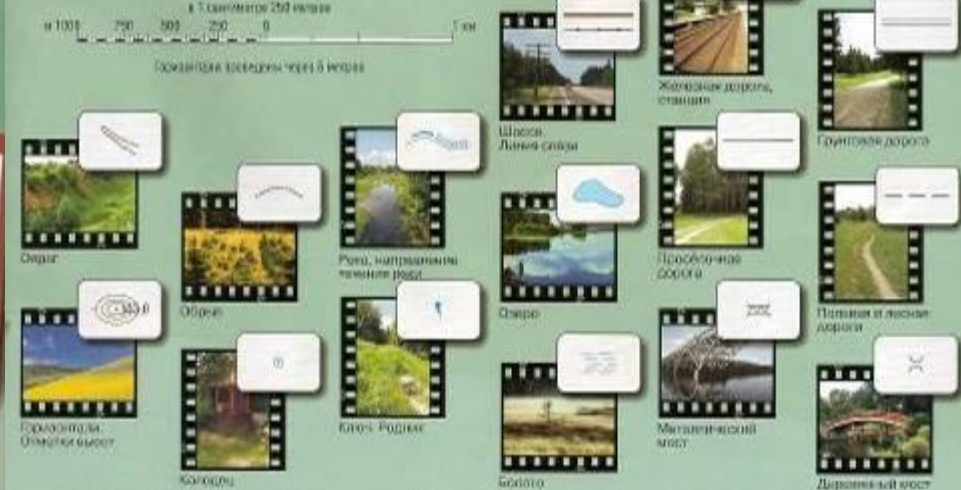 в 1 сантиметре 250 метров
м 1000 750 500 250 0 1 км
Горизонтали проведены через 5 метров
Шоссе.
Линия связи
Железная дорога,
станция
Грунтовая дорога
Овраг
Обрыв
Река, направление
течения реки
Озеро
Просёлочная
дорога
Полевая и лесная
дорога
Горизонтали.
Отметки высот
Колодец
Ключ. Родник
Болото
Металлический
мост
Деревянный мост